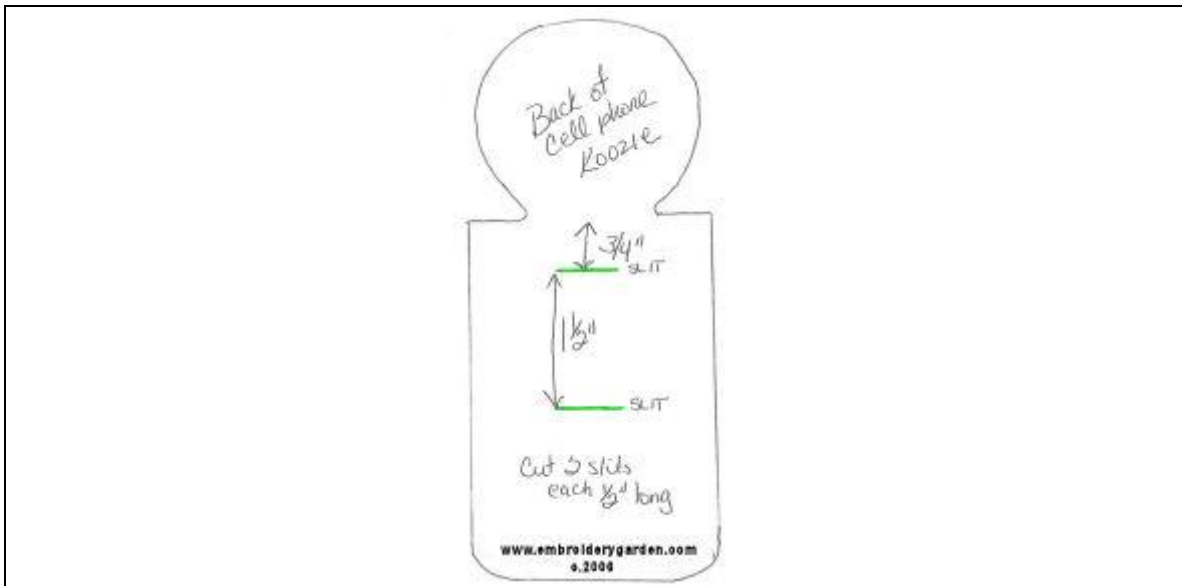 Back of
Cell phone
Koozie
3/4"
SLIT
1 1/2"
SLIT
Cut 2 slits
each 1/2" long
www.embroiderygarden.com
c.2006